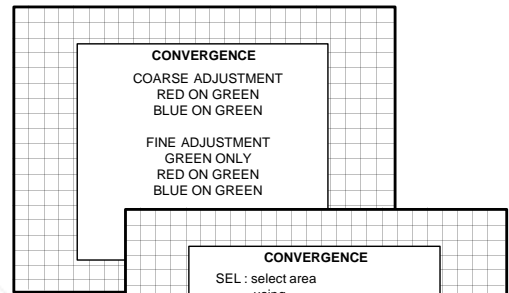 CONVERGENCE
COARSE ADJUSTMENT
RED ON GREEN
BLUE ON GREEN
FINE ADJUSTMENT
GREEN ONLY
RED ON GREEN
BLUE ON GREEN
CONVERGENCE
SEL : select area
using